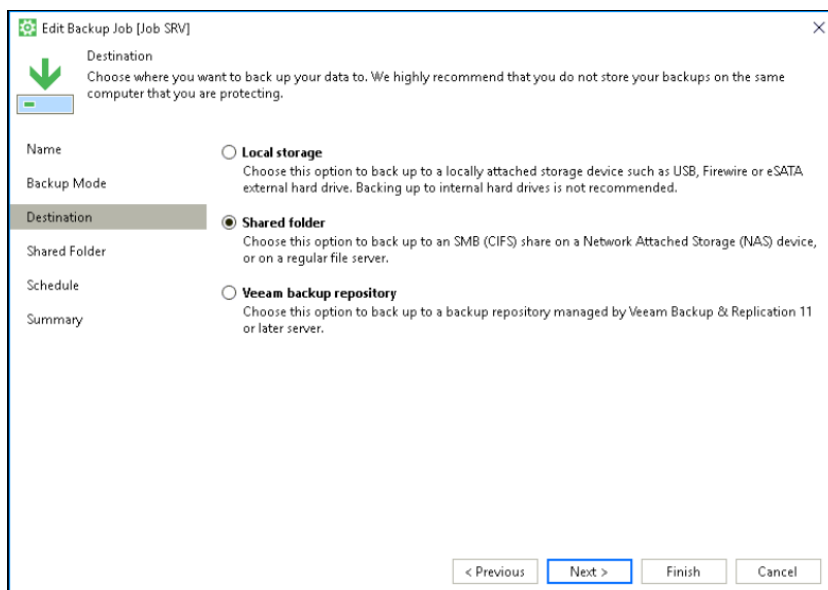 Edit Backup Job [Job SRV]
Destination
Choose where you want to back up your data to. We highly recommend that you do not store your backups on the same
computer that you are protecting.
Name
Backup Mode
Destination
Shared Folder
Schedule
Summary
Local storage
Choose this option to back up to a locally attached storage device such as USB, Firewire or eSATA
external hard drive. Backing up to internal hard drives is not recommended.
Shared folder
Choose this option to back up to an SMB (CIFS) share on a Network Attached Storage (NAS) device,
or on a regular file server.
Veeam backup repository
Choose this option to back up to a backup repository managed by Veeam Backup & Replication 11
or later server.
< Previous
Next >
Finish
Cancel